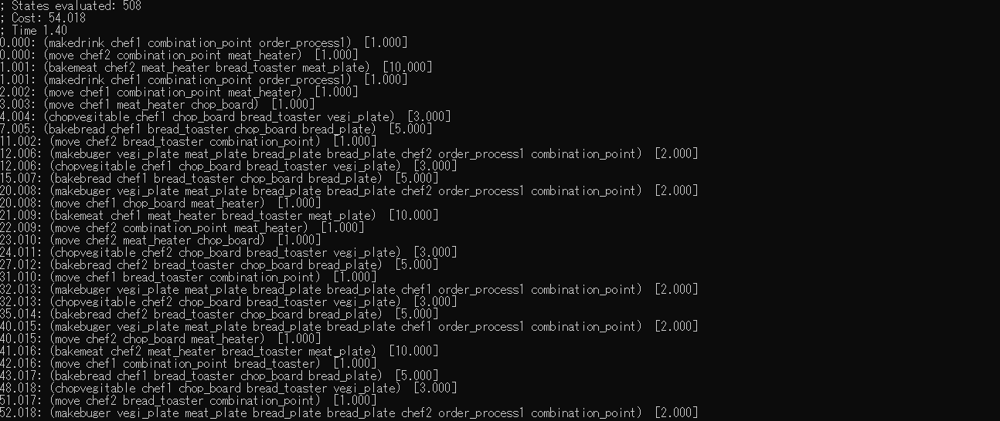 ; States evaluated: 508
; Cost: 54.018
; Time 1.40
0.000: (makedrink chef1 combination_point order_process1)  [1.000]
0.000: (move chef2 combination_point meat_heater)  [1.000]
1.001: (bakemeat chef2 meat_heater bread_toaster meat_plate)  [10.000]
1.001: (makedrink chef1 combination_point order_process1)  [1.000]
2.002: (move chef1 combination_point meat_heater)  [1.000]
3.003: (move chef1 meat_heater chop_board)  [1.000]
4.004: (chopvegitable chef1 chop_board bread_toaster vegi_plate)  [3.000]
7.005: (bakebread chef1 bread_toaster chop_board bread_plate)  [5.000]
11.002: (move chef2 bread_toaster combination_point)  [1.000]
12.006: (makebuger vegi_plate meat_plate bread_plate bread_plate chef2 order_process1 combination_point)  [2.000]
12.006: (chopvegitable chef1 chop_board bread_toaster vegi_plate)  [3.000]
15.007: (bakebread chef1 bread_toaster chop_board bread_plate)  [5.000]
20.008: (makebuger vegi_plate meat_plate bread_plate bread_plate chef2 order_process1 combination_point)  [2.000]
20.008: (move chef1 chop_board meat_heater)  [1.000]
21.009: (bakemeat chef1 meat_heater bread_toaster meat_plate)  [10.000]
22.009: (move chef2 combination_point meat_heater)  [1.000]
23.010: (move chef2 meat_heater chop_board)  [1.000]
24.011: (chopvegitable chef2 chop_board bread_toaster vegi_plate)  [3.000]
27.012: (bakebread chef2 bread_toaster chop_board bread_plate)  [5.000]
31.010: (move chef1 bread_toaster combination_point)  [1.000]
32.013: (makebuger vegi_plate meat_plate bread_plate bread_plate chef1 order_process1 combination_point)  [2.000]
32.013: (chopvegitable chef2 chop_board bread_toaster vegi_plate)  [3.000]
35.014: (bakebread chef2 bread_toaster chop_board bread_plate)  [5.000]
40.015: (makebuger vegi_plate meat_plate bread_plate bread_plate chef1 order_process1 combination_point)  [2.000]
40.015: (move chef2 chop_board meat_heater)  [1.000]
41.016: (bakemeat chef2 meat_heater bread_toaster meat_plate)  [10.000]
42.016: (move chef1 combination_point bread_toaster)  [1.000]
43.017: (bakebread chef1 bread_toaster chop_board bread_plate)  [5.000]
48.018: (chopvegitable chef1 chop_board bread_toaster vegi_plate)  [3.000]
51.017: (move chef2 bread_toaster combination_point)  [1.000]
52.018: (makebuger vegi_plate meat_plate bread_plate bread_plate chef2 order_process1 combination_point)  [2.000]